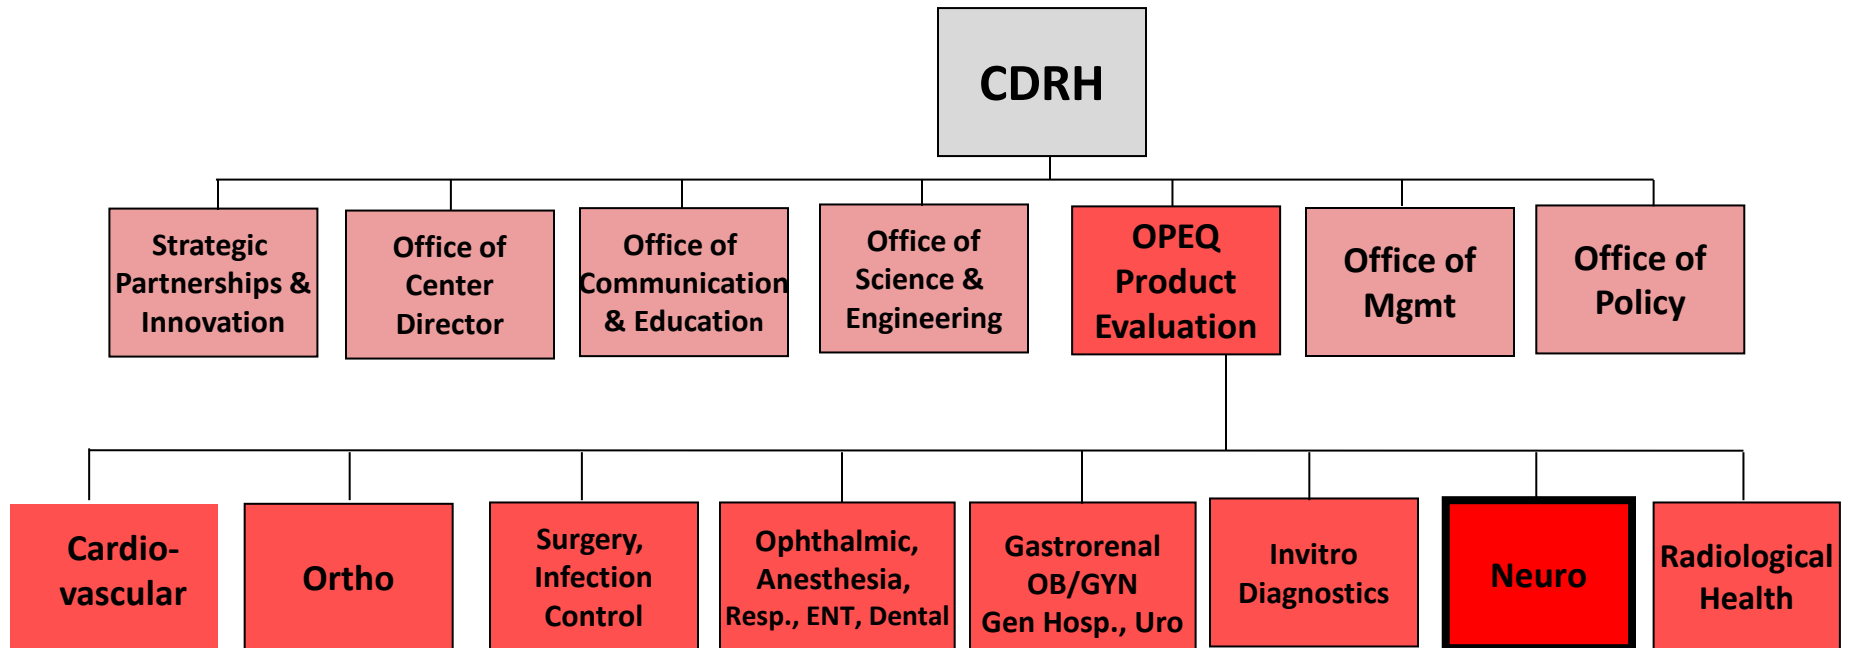 CDRH
Strategic
Partnerships &
Innovation
Office of
Center
Director
Office of
Communication
& Education
Office of
Science &
Engineering
OPEQ
Product
Evaluation
Office of
Mgmt
Office of
Policy
Cardio-
vascular
Ortho
Surgery,
Infection
Control
Ophthalmic,
Anesthesia,
Resp., ENT, Dental
Gastrorenal
OB/GYN
Gen Hosp., Uro
Invitro
Diagnostics
Neuro
Radiological
Health